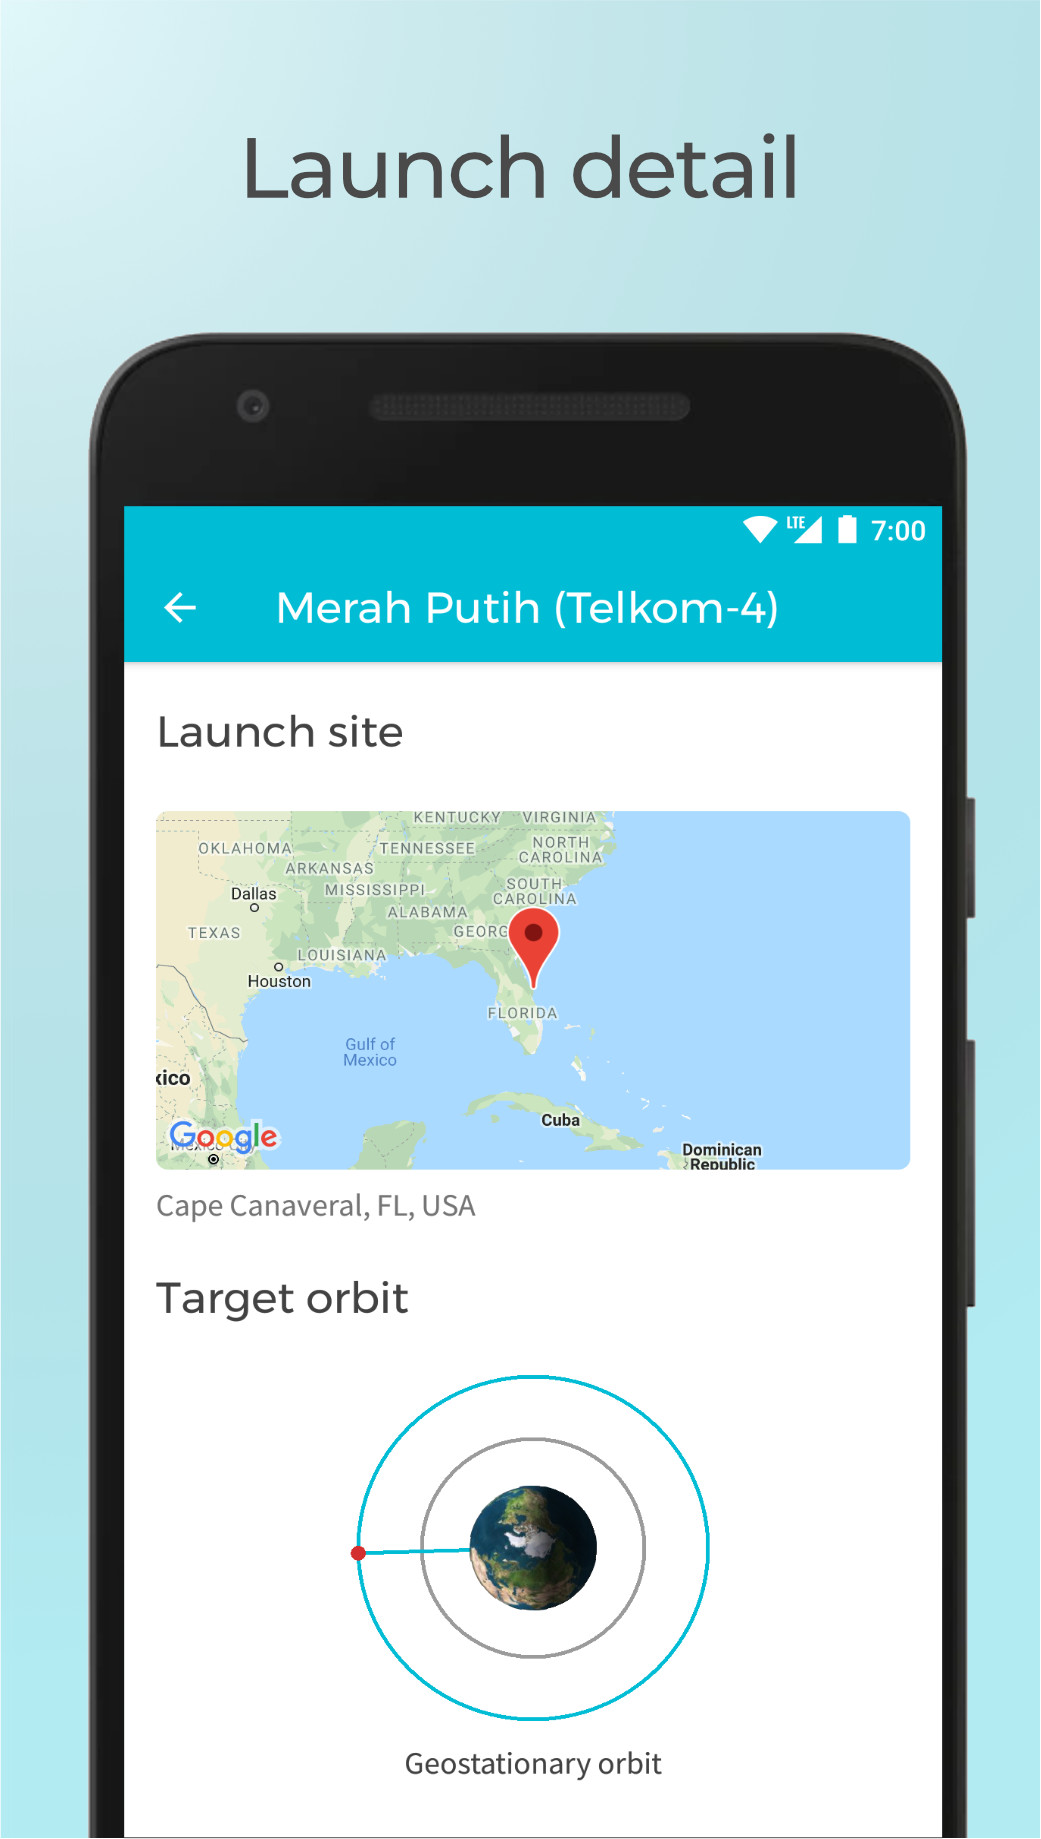 Launch detail
LTE 7:00
Merah Putih (Telkom-4)
Launch site
KENTUCKY VIRGINIA
OKLAHOMA TENNESSEE NORTH
CAROLINA
ARKANSAS
MISSISSIPPI SOUTH
CAROLINA
Dallas
ALABAMA
TEXAS GEORG
LOUISIANA
Houston
FLORIDA
Gulf of
Mexico
xico
Cuba
Google
Dominican
Republic
Cape Canaveral, FL, USA
Target orbit
Geostationary orbit